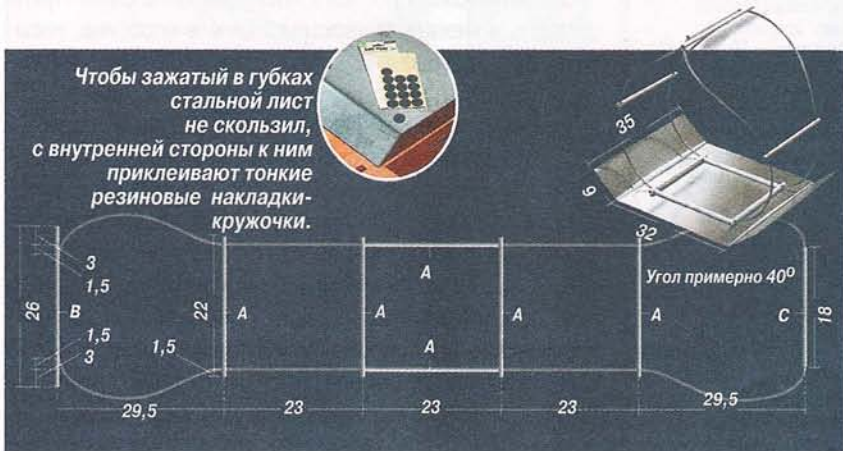 Чтобы зажатый в губках
стальной лист
не скользил,
с внутренней стороны к ним
приклеивают тонкие
резиновые накладки-
кружочки.
35
9
32
Угол примерно 40º
3
1,5
26
B
22
A
A
A
A
A
A
C
18
1,5
3
1,5
29,5
23
23
23
29,5